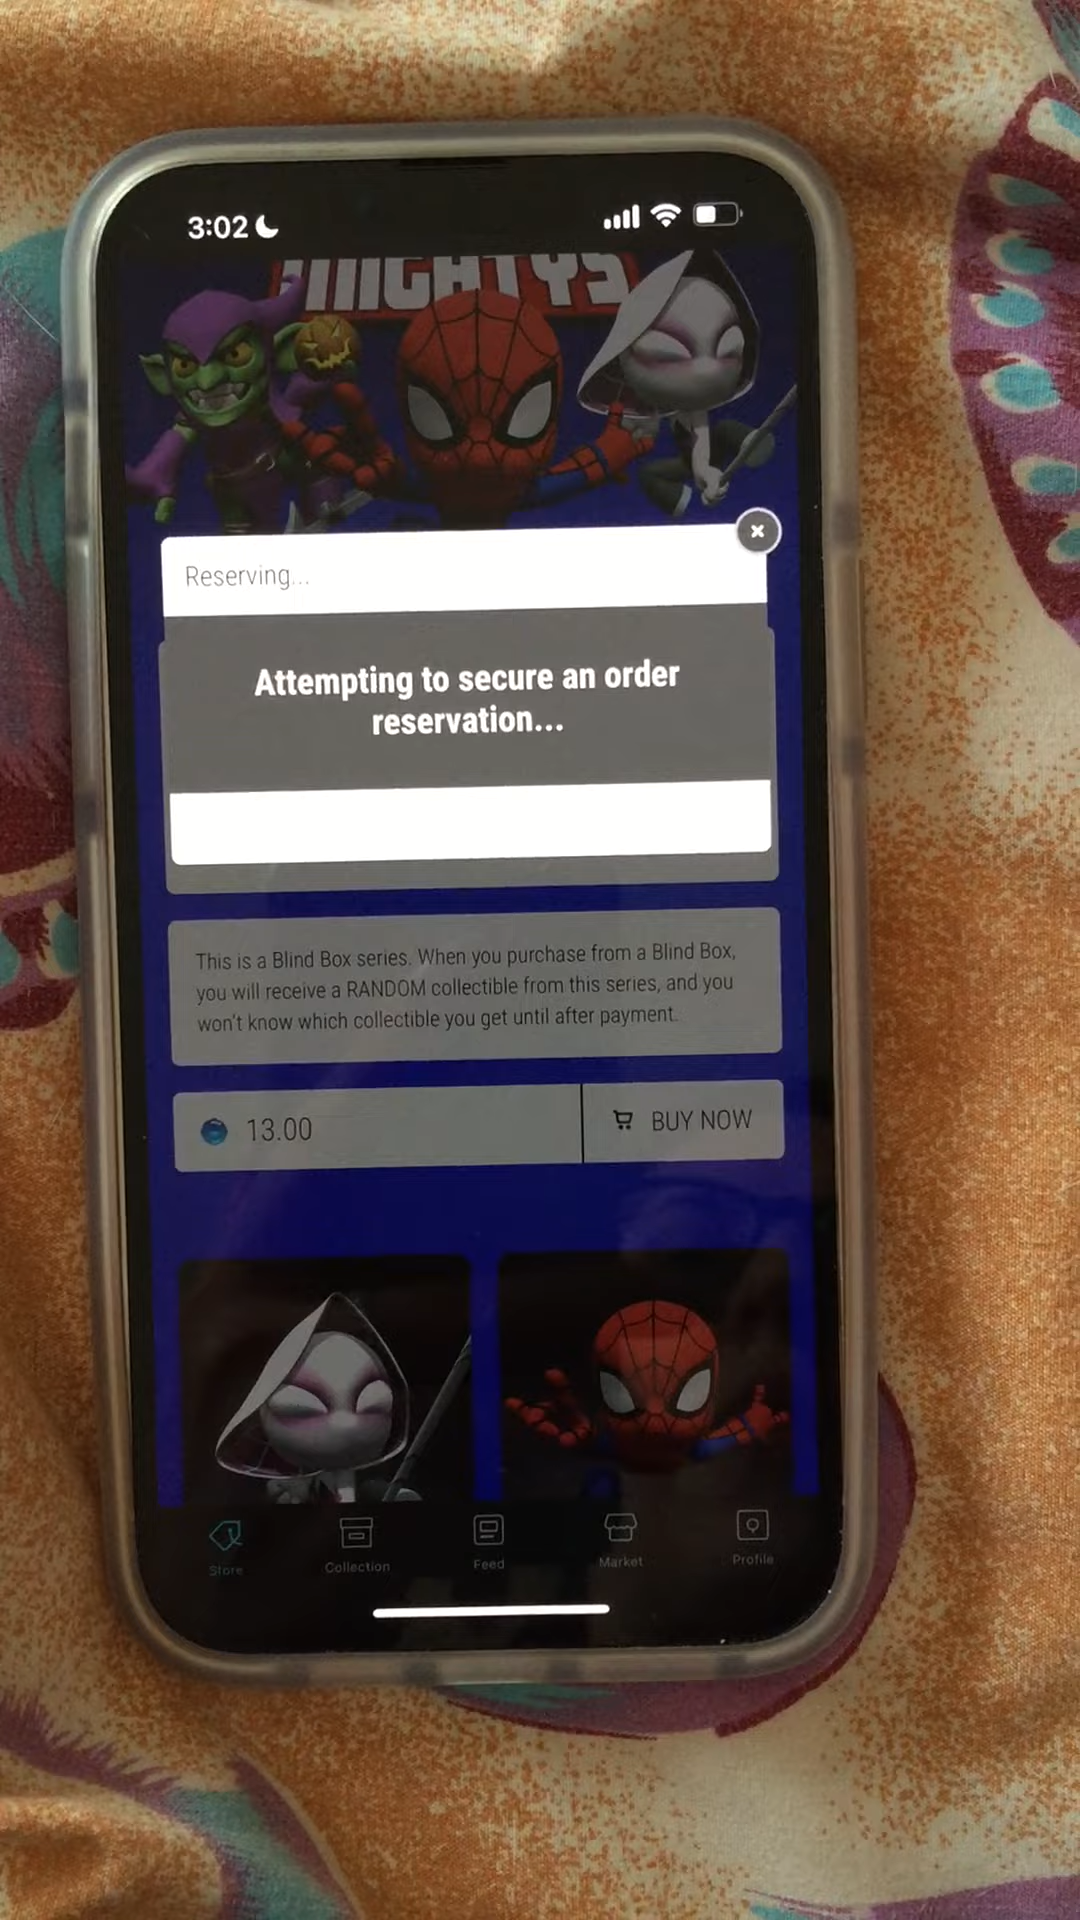 3:02
MIGHTYS
Reserving...
Attempting to secure an order
reservation...
This is a Blind Box series. When you purchase from a Blind Box,
you will receive a RANDOM collectible from this series, and you
won't know which collectible you get until after payment.
13.00
BUY NOW
Store
Collection
Feed
Market
Profile